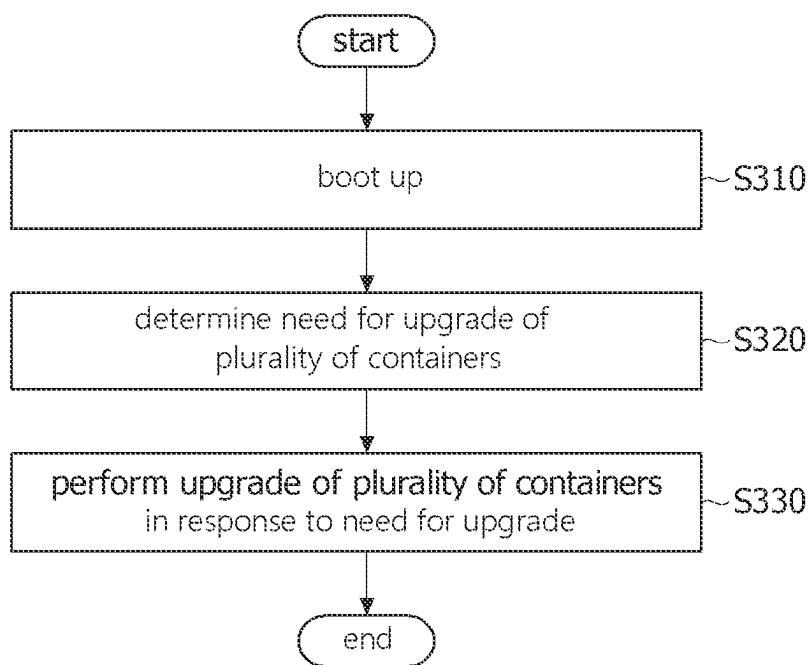 start
boot up
S310
determine need for upgrade of
plurality of containers
S320
perform upgrade of plurality of containers
in response to need for upgrade
S330
end